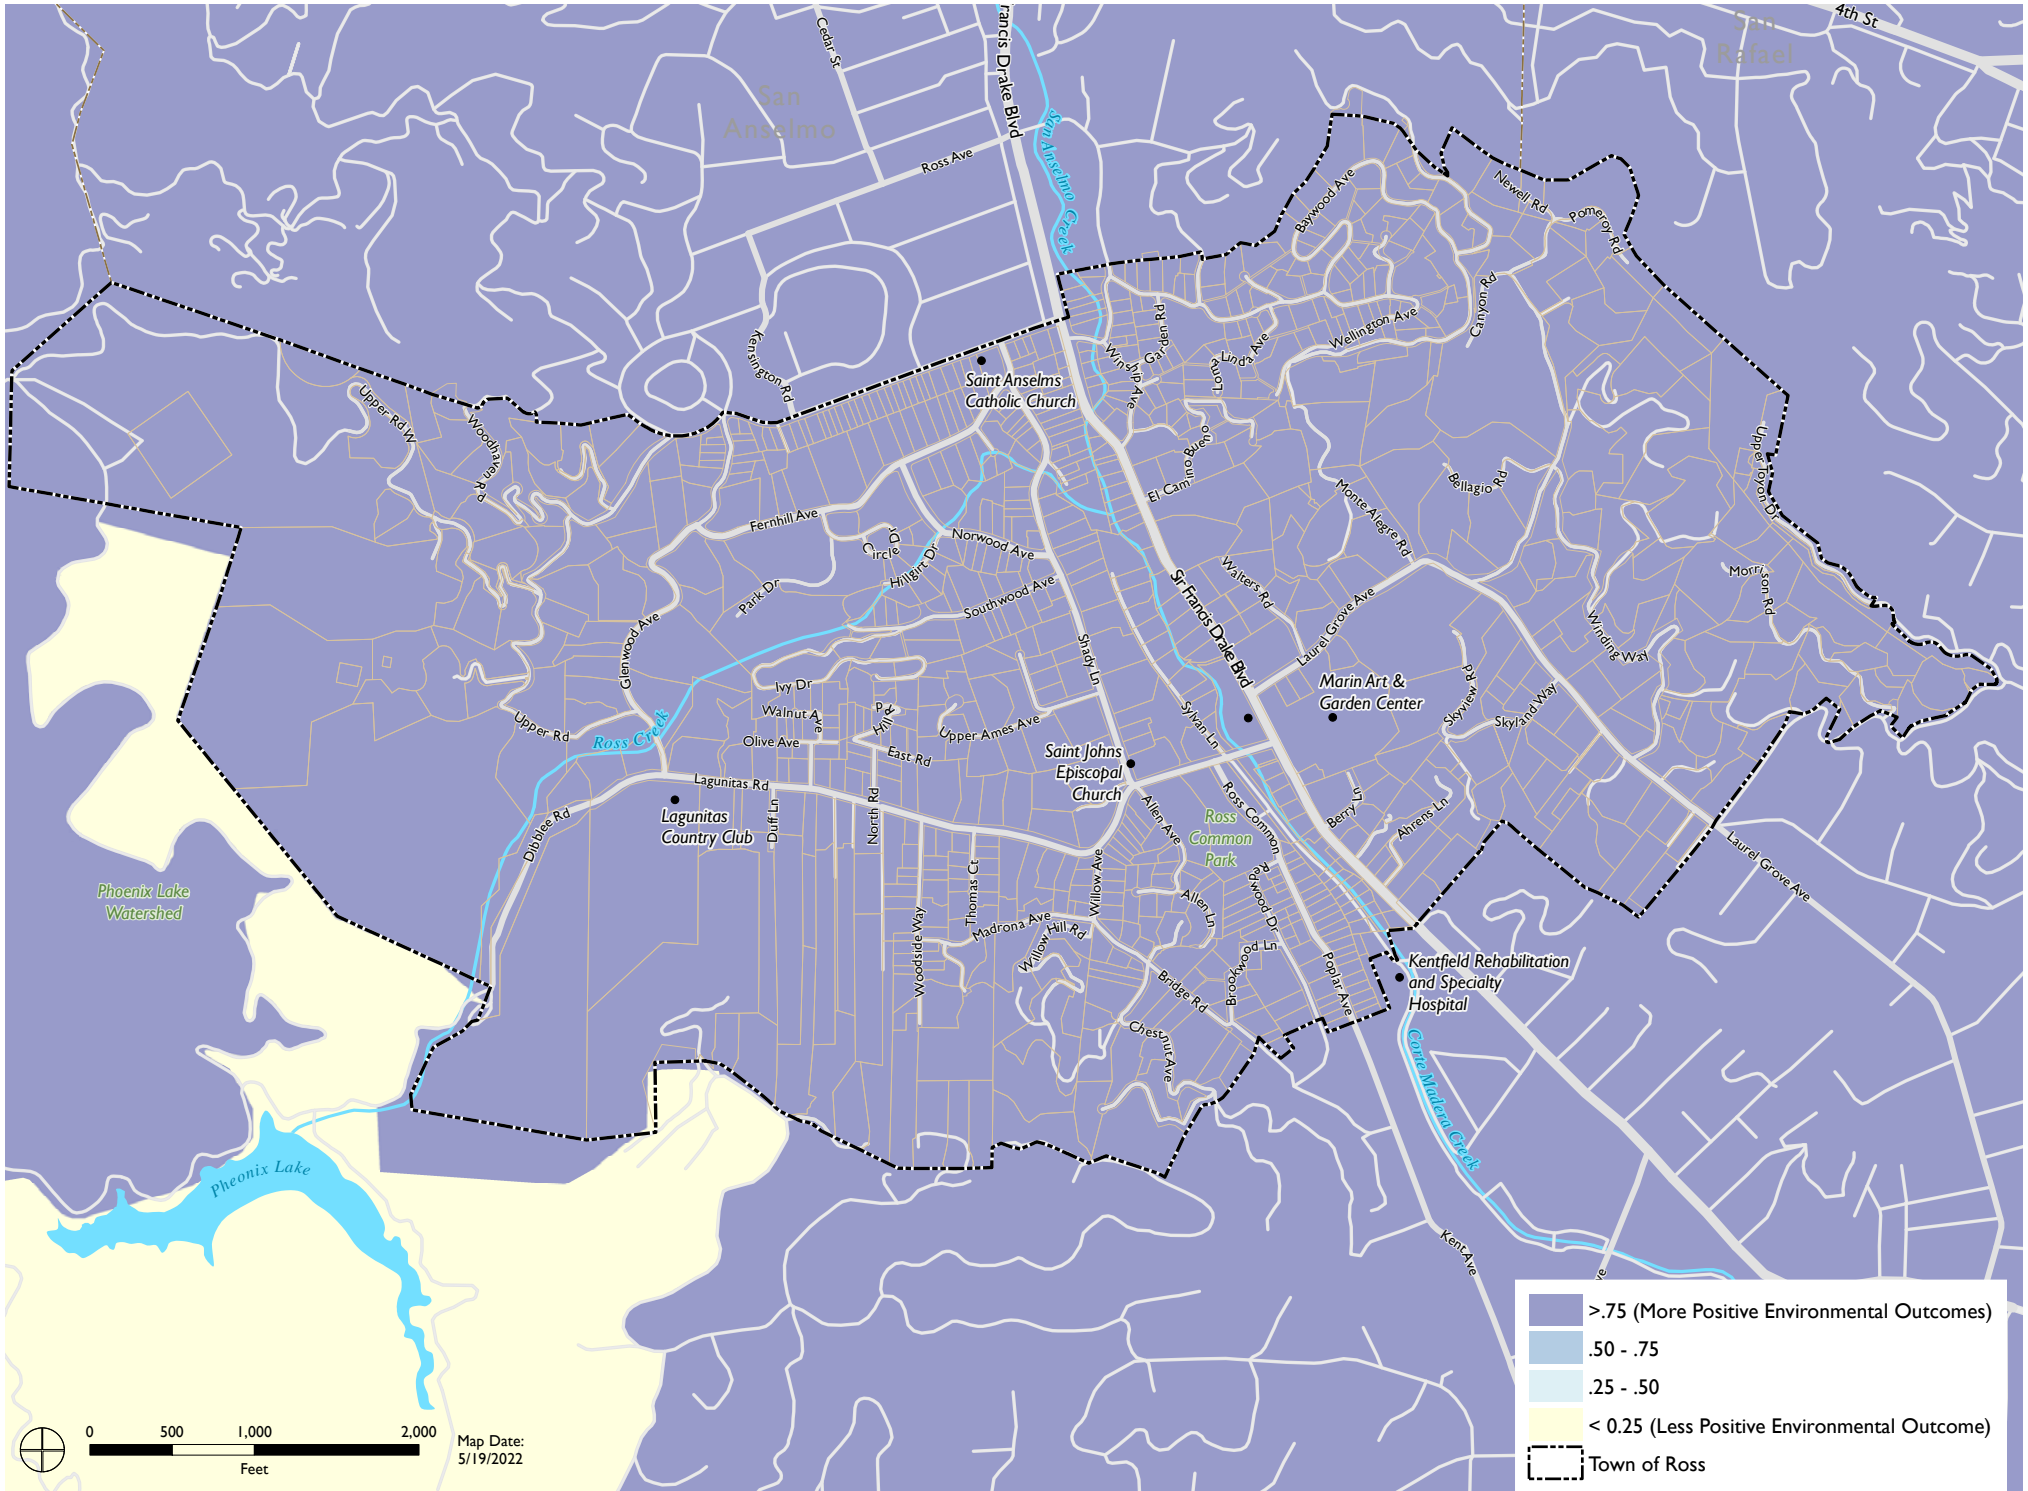 4th St
San
Rafael
Cedar St
rancis Drake Blvd
San
Anselmo
San Anselmo Creek
Ross Ave
Baywood Ave
Newell Rd
Pomeroy Rd
Canyon Rd
Garden Rd
Winship Ave
Loma Linda Ave
Wellington Ave
Kensington Rd
Saint Anselms
Catholic Church
Upper Rd W
Woodhaven Rd
El Camino Bueno
Bellagio Rd
Monte Alegre Rd
Upper Toyon Dr
Fernhill Ave
Circle Dr
Norwood Ave
Hillgirt Dr
Park Dr
Southwood Ave
Walters Rd
Sir Francis Drake Blvd
Laurel Grove Ave
Morrison Rd
Winding Way
Glenwood Ave
Shady Ln
Ivy Dr
Walnut Ave
Hill Rd
Olive Ave
East Rd
Upper Ames Ave
Upper Rd
Ross Creek
Sylvan Ln
Marin Art &
Garden Center
Skyview Rd
Skyland Way
Saint Johns
Episcopal
Church
Lagunitas Rd
Lagunitas
Country Club
Duff Ln
North Rd
Dibblee Rd
Allen Ave
Ross Common
Ross
Common
Park
Berry Ln
Ahrens Ln
Laurel Grove Ave
Redwood Dr
Allen Ln
Willow Ave
Thomas Ct
Madrona Ave
Willow Hill Rd
Woodside Way
Brookwood Ln
Bridge Rd
Poplar Ave
Chestnut Ave
Kentfield Rehabilitation
and Specialty
Hospital
Phoenix Lake
Watershed
Corte Madera Creek
Pheonix Lake
Kent Ave
ve
>.75 (More Positive Environmental Outcomes)
.50 - .75
.25 - .50
< 0.25 (Less Positive Environmental Outcome)
Town of Ross
0 500 1,000 2,000
Feet
Map Date:
5/19/2022